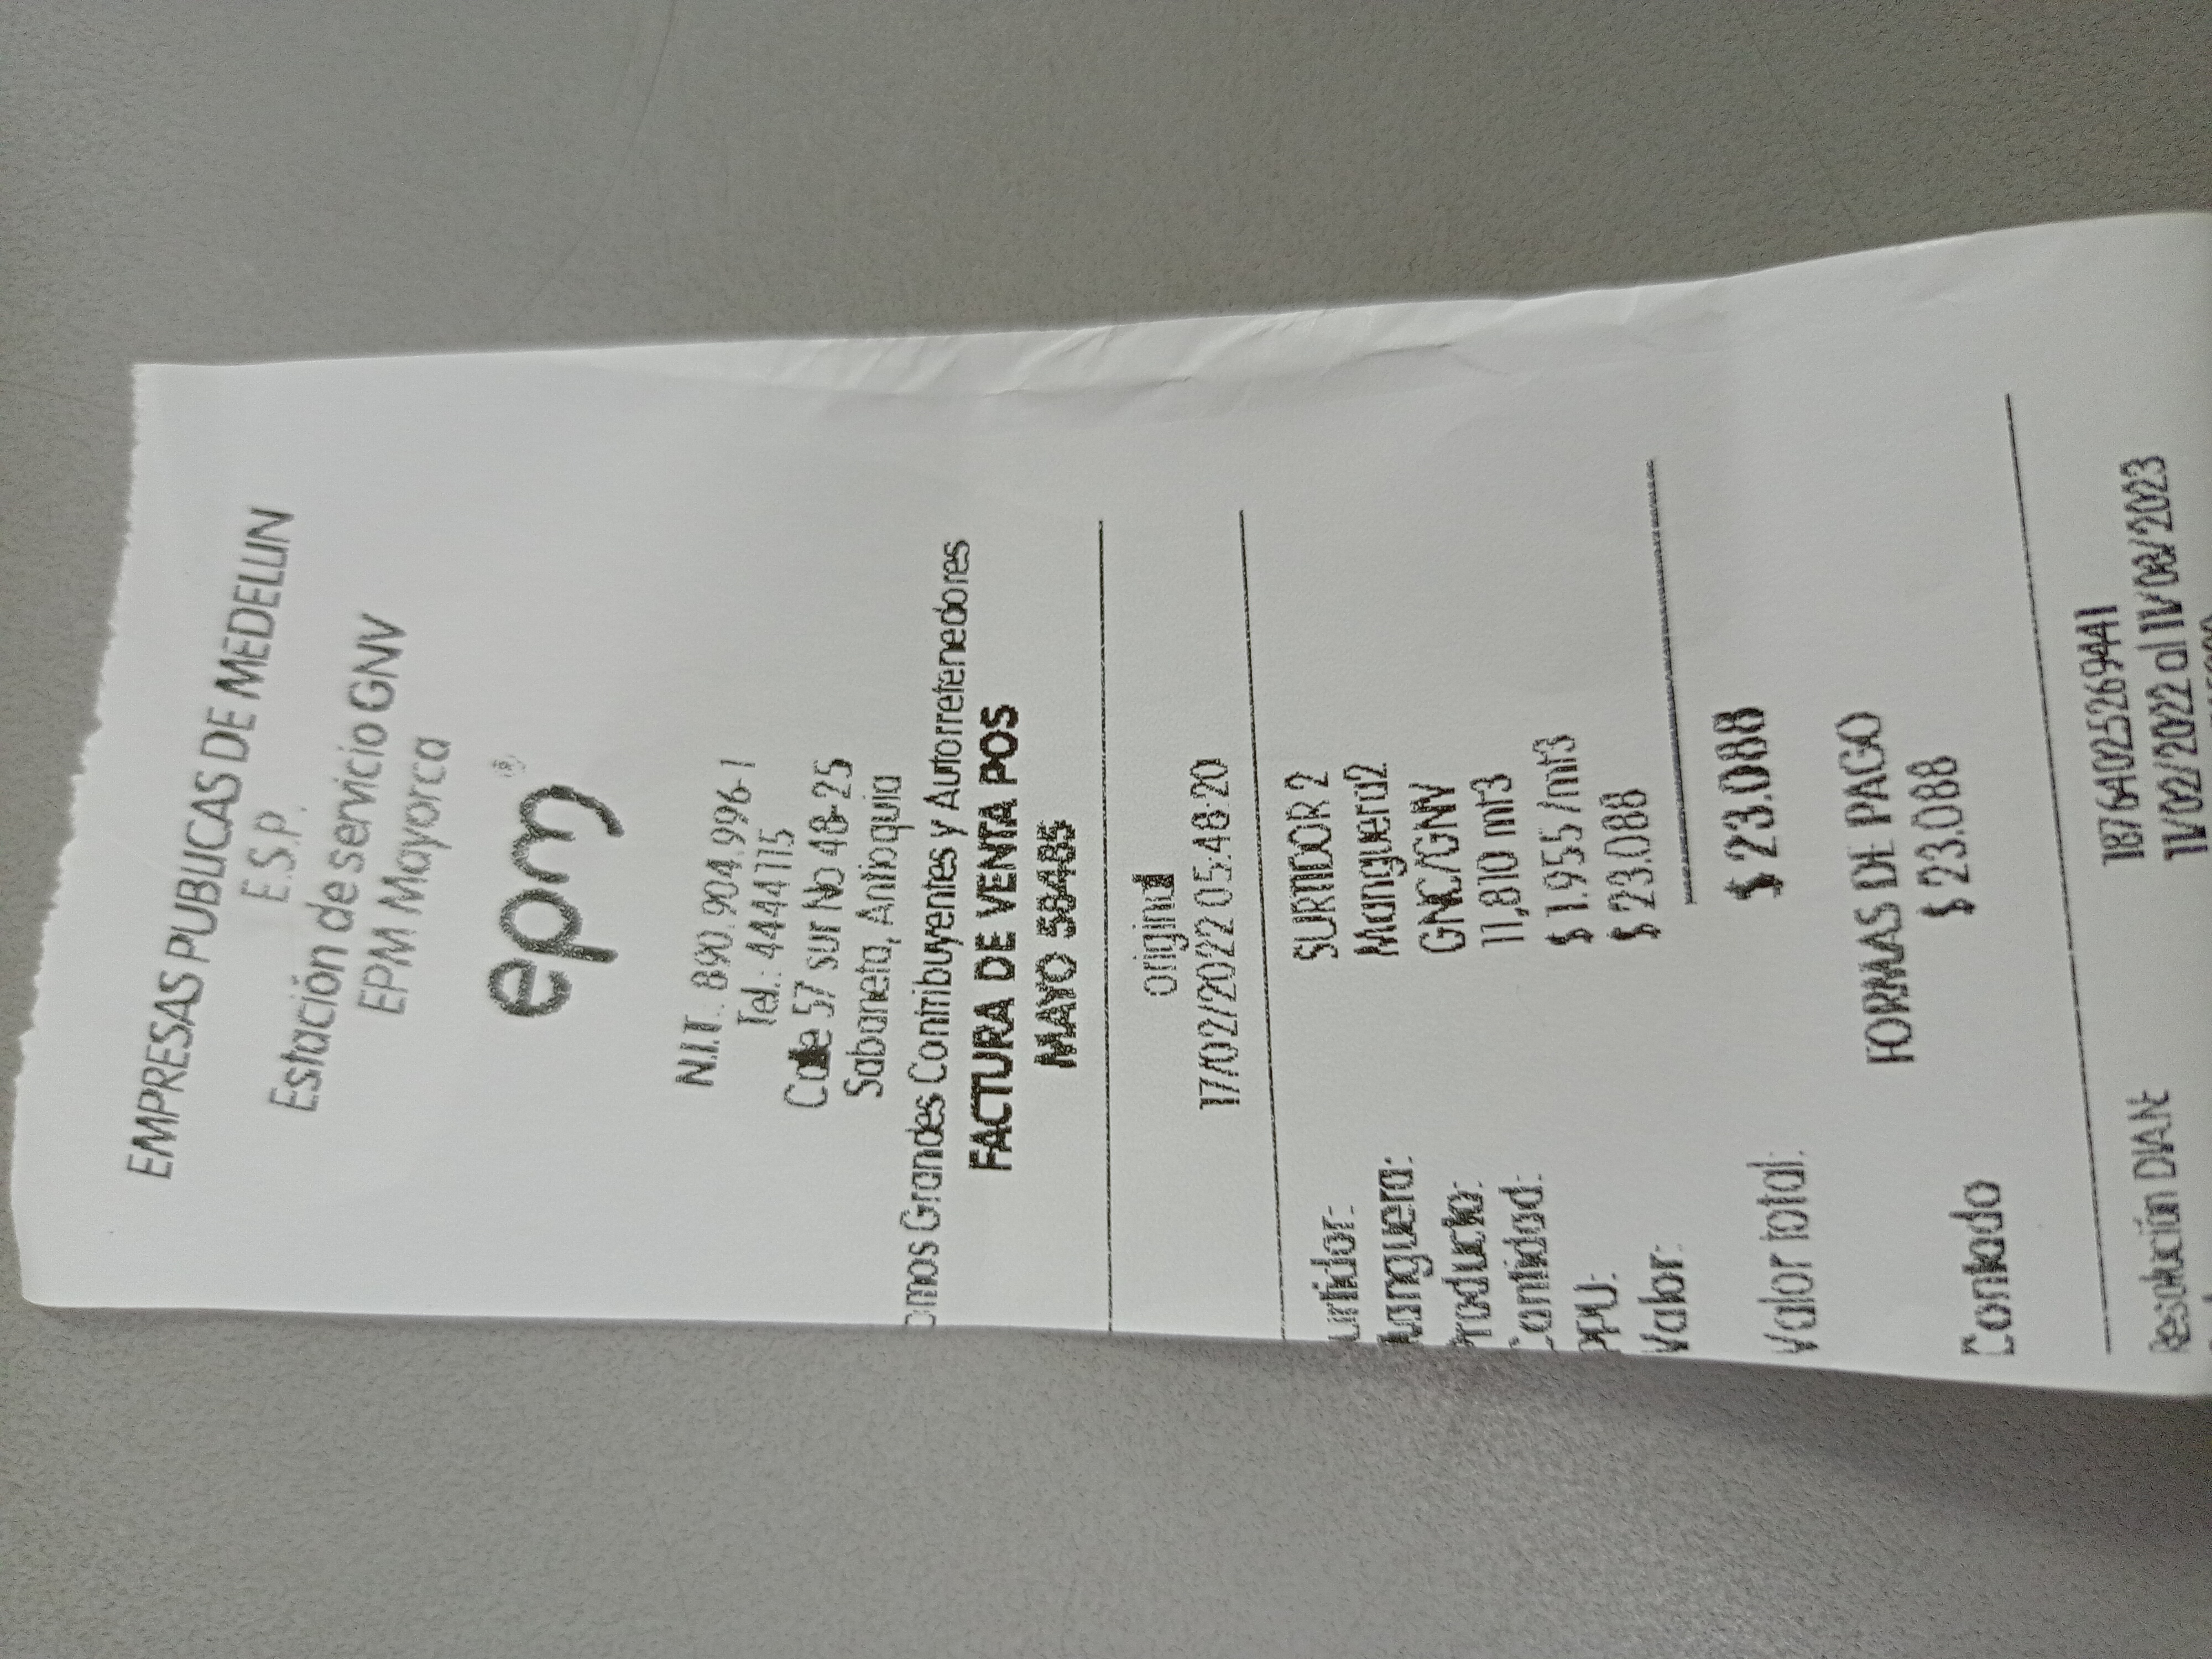 EMPRESAS PUBLICAS DE MEDELLIN
E.S.P.
Estación de servicio GNV
EPM Mayorca
epm®
N.I.T.: 890.904.996-1
Tel.: 4444115
Calle 57 sur No 48-25
Sabaneta, Antioquia
omos Grandes Contribuyentes y Autorretenedores
FACTURA DE VENTA POS
MAYO 58486
original
17/02/2022 05:48:20
urtidor: SURTIDOR 2
Manguera: Manguera2
Producto: GNC/GNV
Cantidad: 11,810 mt3
PPU: $ 1.955 /mt3
Valor: $ 23.088
Valor total: $ 23.088
FORMAS DE PAGO
Contado $ 23.088
Resolución DIAN: 18764025269441
11/02/2022 al 11/08/2023